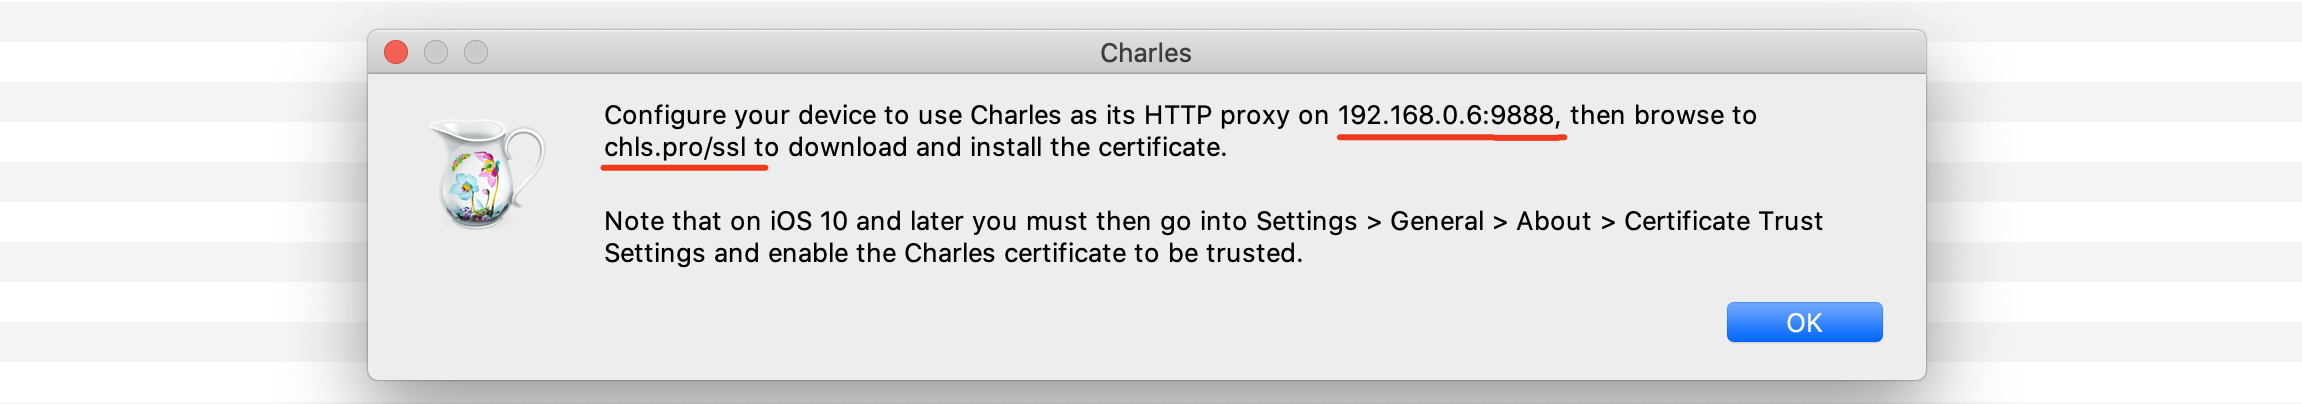 Charles
Configure your device to use Charles as its HTTP proxy on 192.168.0.6:9888, then browse to
chls.pro/ssl to download and install the certificate.
Note that on iOS 10 and later you must then go into Settings > General > About > Certificate Trust
Settings and enable the Charles certificate to be trusted.
OK